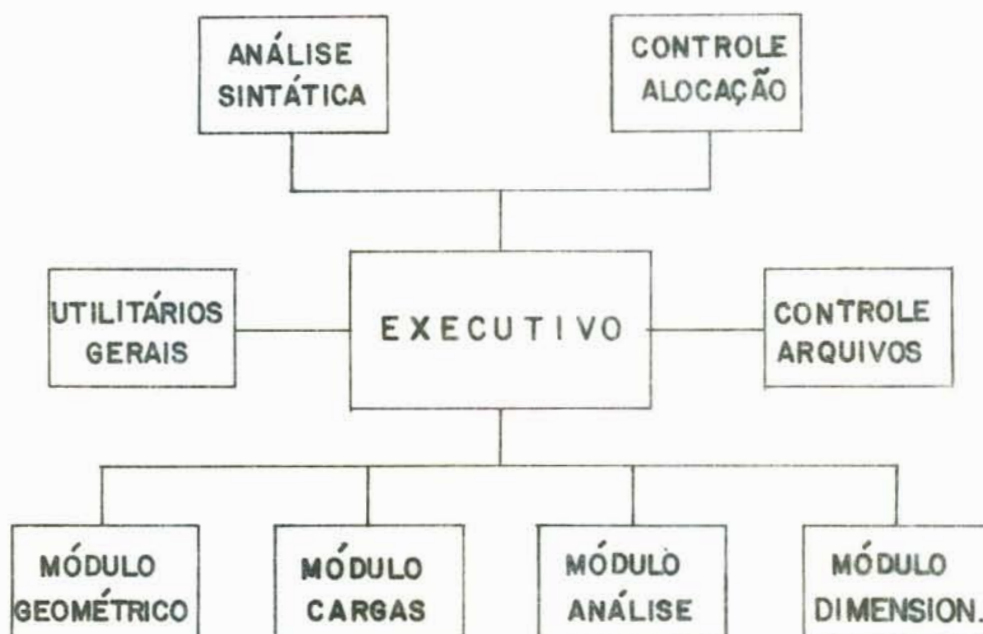 ANÁLISE
SINTÁTICA
CONTROLE
ALOCAÇÃO
UTILITÁRIOS
GERAIS
EXECUTIVO
CONTROLE
ARQUIVOS
MÓDULO
GEOMÉTRICO
MÓDULO
CARGAS
MÓDULO
ANÁLISE
MÓDULO
DIMENSION.